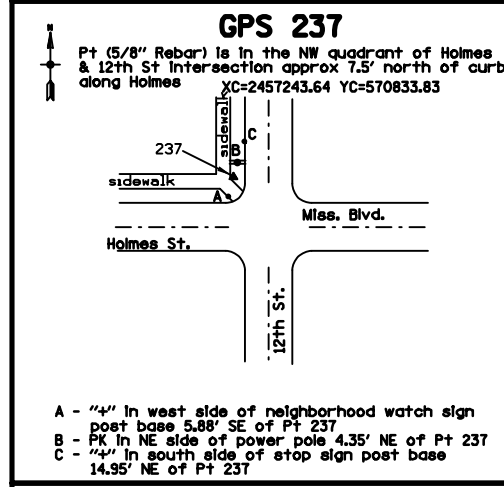 GPS 237
N
Pt (5/8" Rebar) is in the NW quadrant of Holmes
& 12th St intersection approx 7.5' north of curb
along Holmes
XC=2457243.64 YC=570833.83
sidewalk
C
237
B
sidewalk
A
Miss. Blvd.
Holmes St.
12th St.
A - "+" in west side of neighborhood watch sign
post base 5.88' SE of Pt 237
B - PK in NE side of power pole 4.35' NE of Pt 237
C - "+" in south side of stop sign post base
14.95' NE of Pt 237